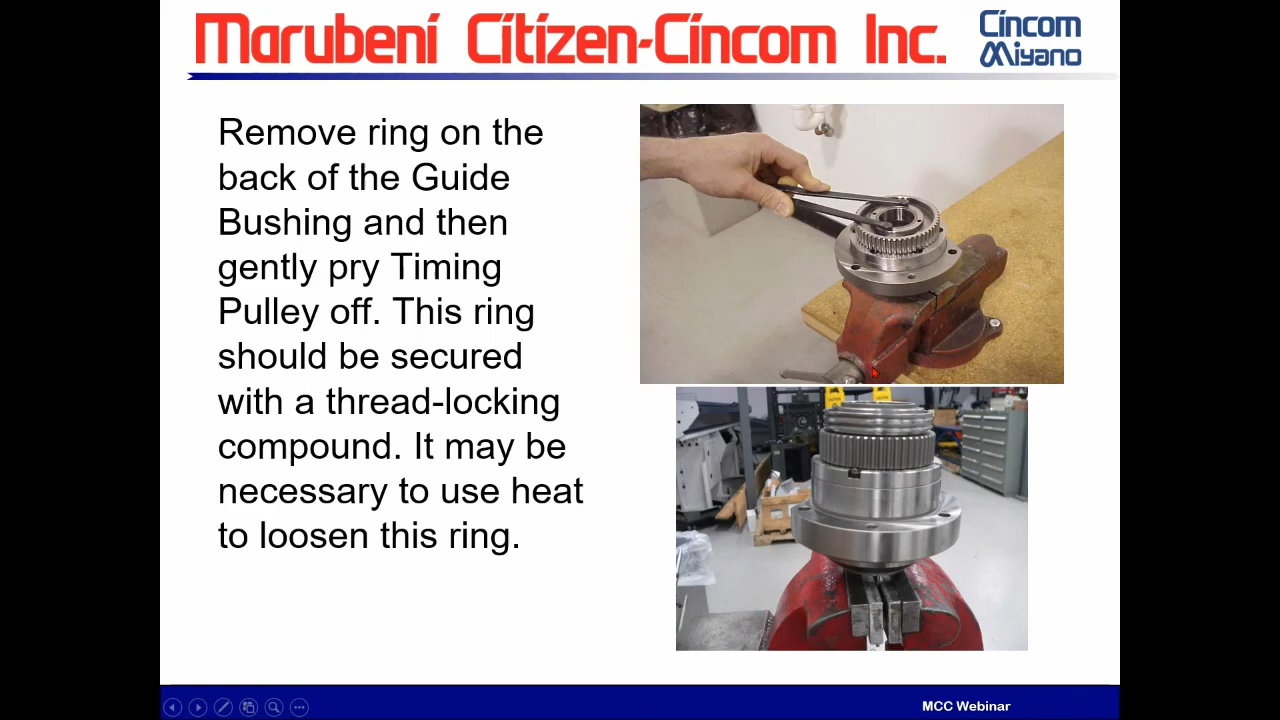 Marubeni Citizen-Cincom Inc.
Cincom
Miyano
Remove ring on the
back of the Guide
Bushing and then
gently pry Timing
Pulley off. This ring
should be secured
with a thread-locking
compound. It may be
necessary to use heat
to loosen this ring.
MCC Webinar